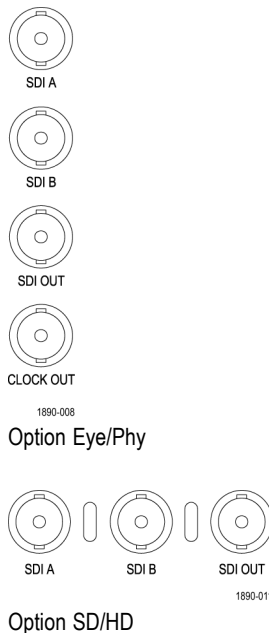 SDI A
SDI B
SDI OUT
CLOCK OUT
1890-008
Option Eye/Phy
SDI A SDI B SDI OUT
Option SD/HD